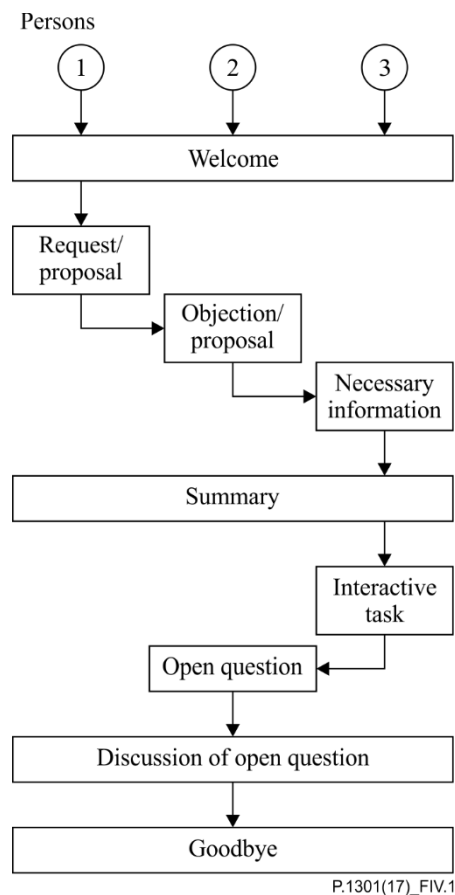 Persons
1 2 3
Welcome
Request/
proposal
Objection/
proposal
Necessary
information
Summary
Interactive
task
Open question
Discussion of open question
Goodbye
P.1301(17)_FIV.1